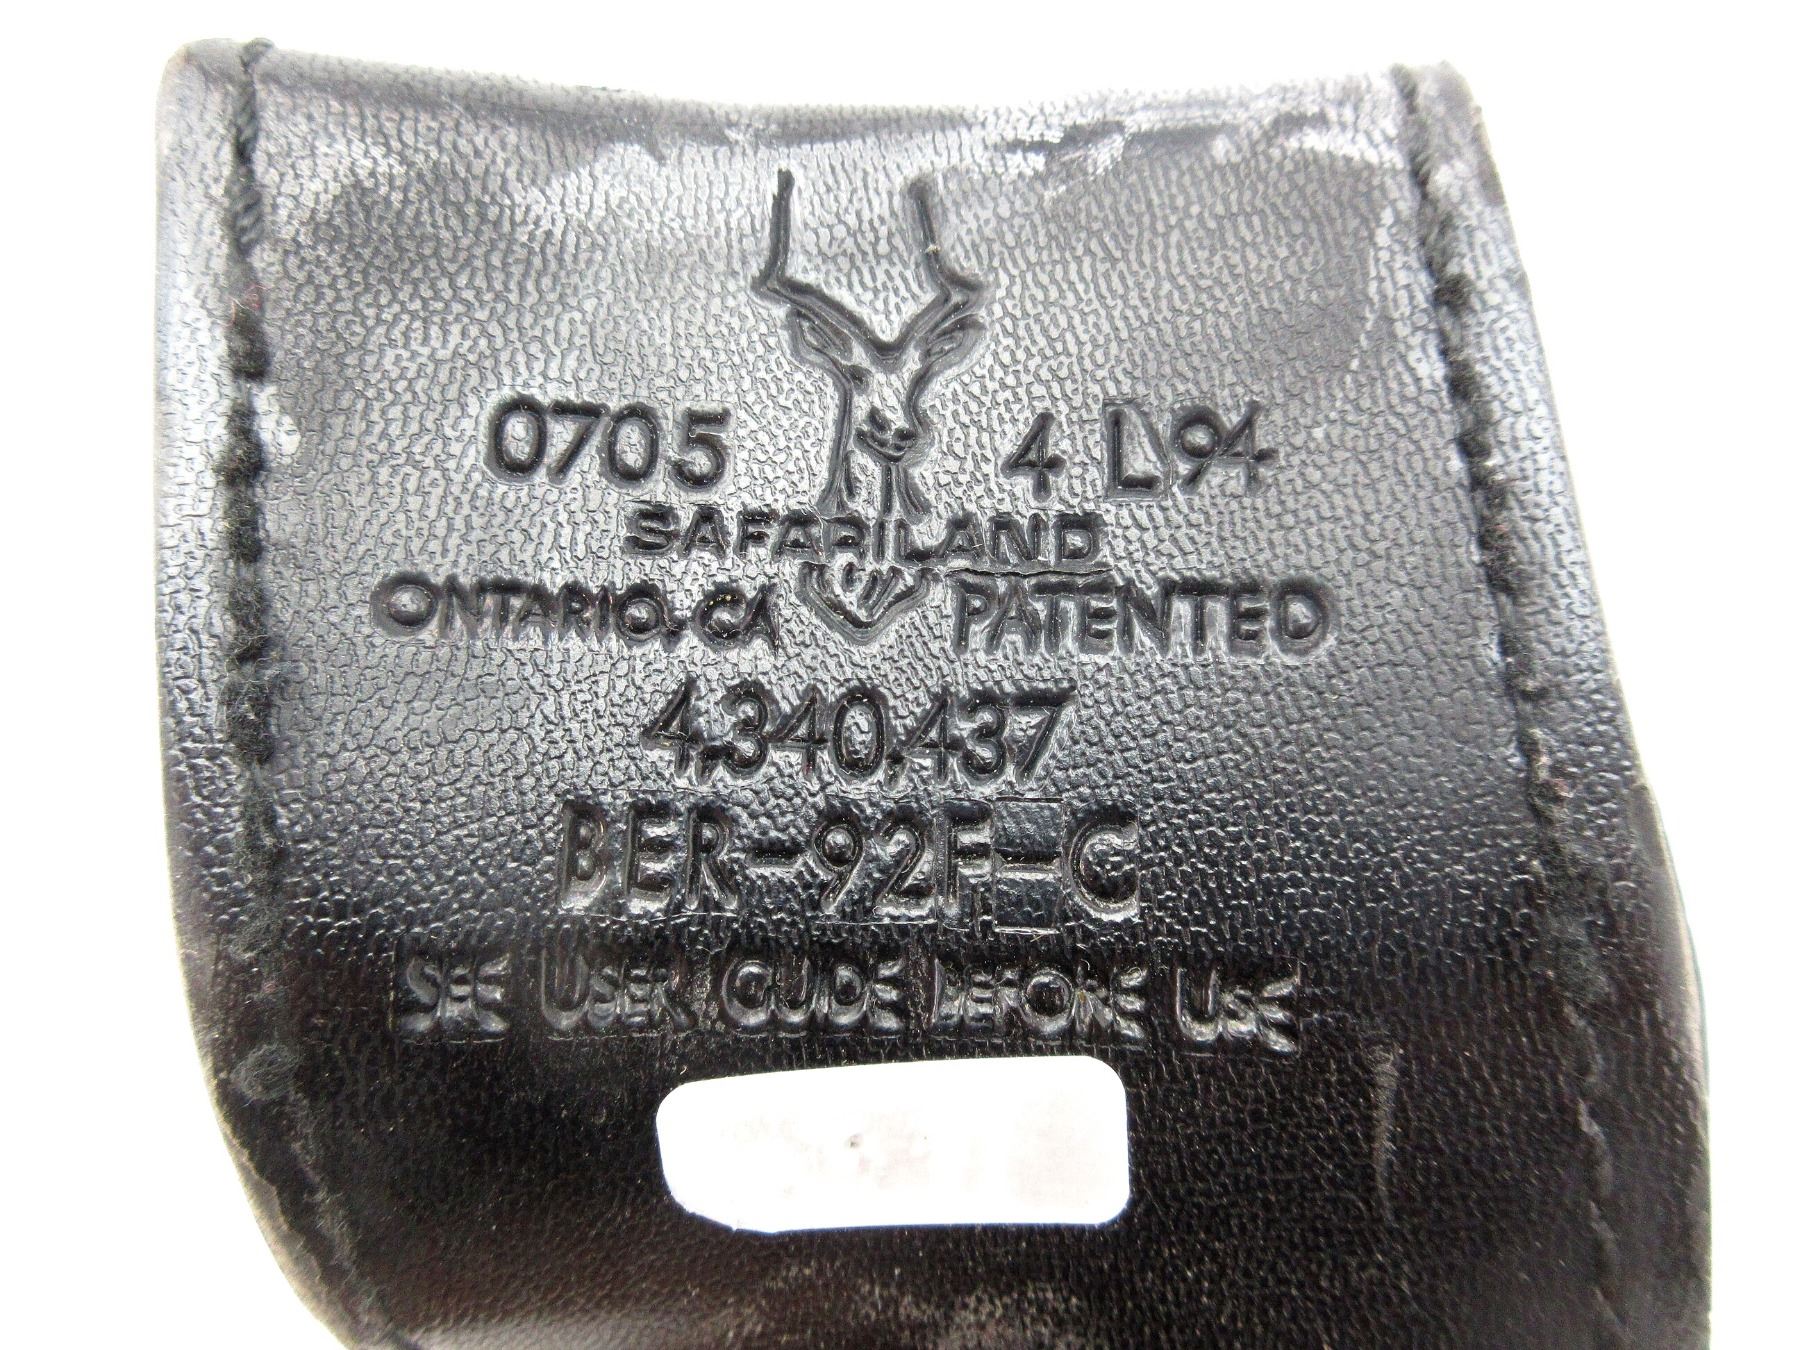 0705 4 L94
SAFARILAND
ONTARIO, CA PATENTED
4,340,437
BER-92F-C
SEE USER GUIDE BEFORE USE